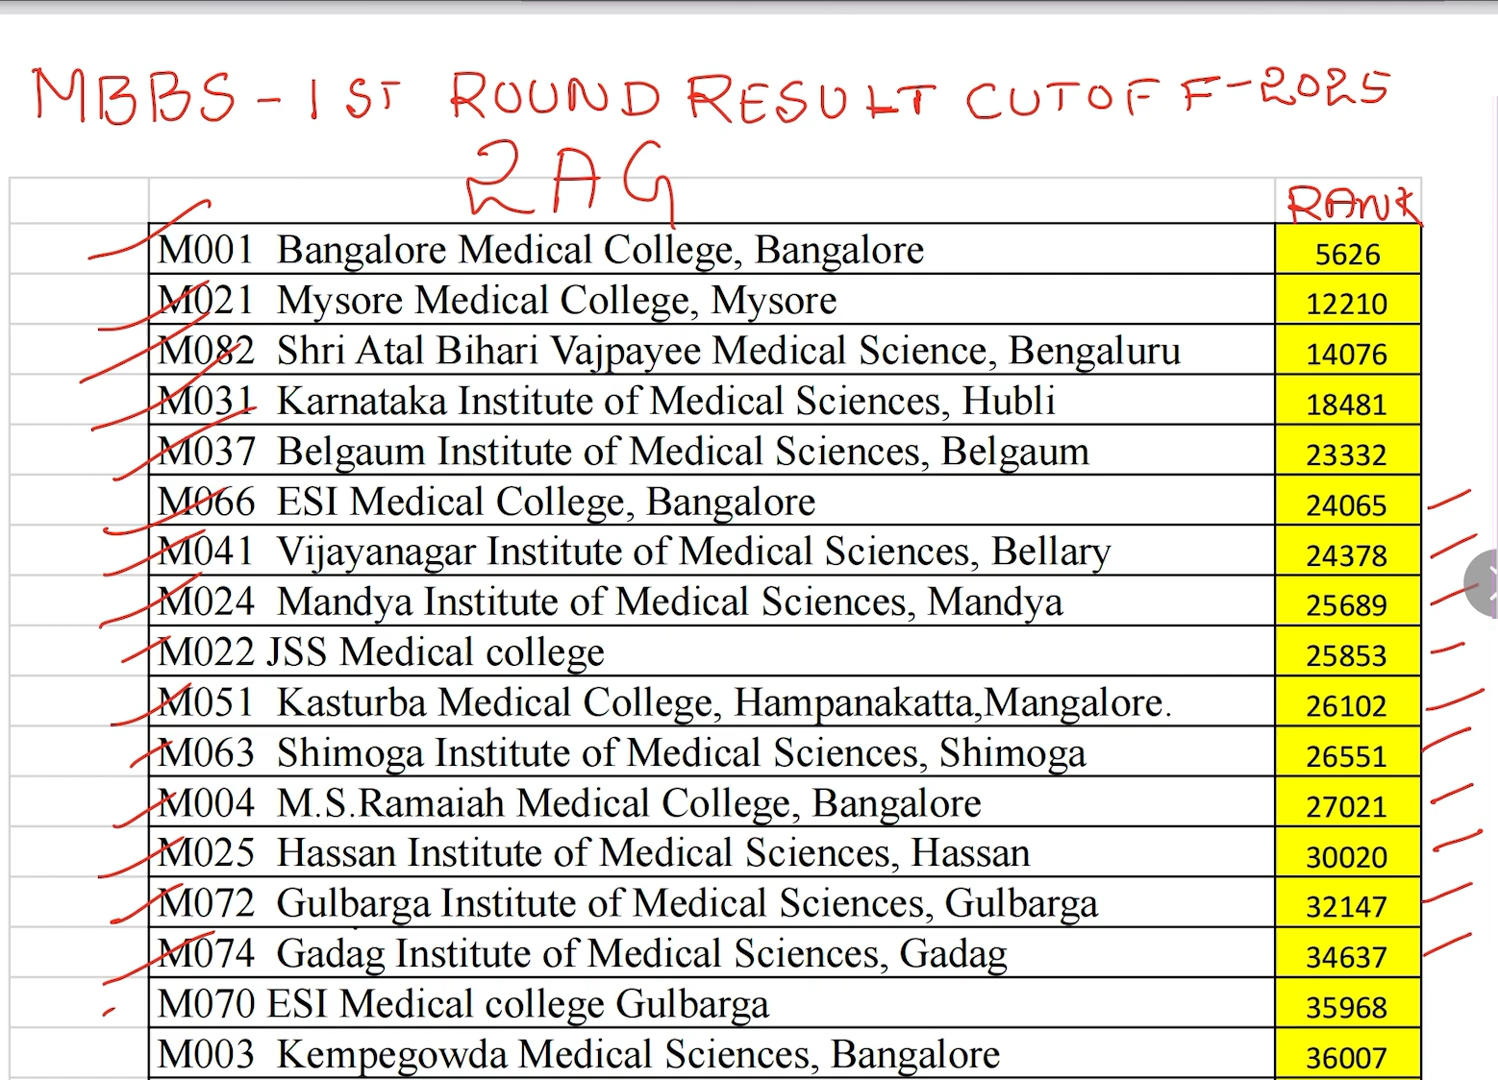 MBBS - 1 ST ROUND RESULT CUTOFF - 2025
2AG
RANK
M001 Bangalore Medical College, Bangalore 5626
M021 Mysore Medical College, Mysore 12210
M082 Shri Atal Bihari Vajpayee Medical Science, Bengaluru 14076
M031 Karnataka Institute of Medical Sciences, Hubli 18481
M037 Belgaum Institute of Medical Sciences, Belgaum 23332
M066 ESI Medical College, Bangalore 24065
M041 Vijayanagar Institute of Medical Sciences, Bellary 24378
M024 Mandya Institute of Medical Sciences, Mandya 25689
M022 JSS Medical college 25853
M051 Kasturba Medical College, Hampanakatta,Mangalore. 26102
M063 Shimoga Institute of Medical Sciences, Shimoga 26551
M004 M.S.Ramaiah Medical College, Bangalore 27021
M025 Hassan Institute of Medical Sciences, Hassan 30020
M072 Gulbarga Institute of Medical Sciences, Gulbarga 32147
M074 Gadag Institute of Medical Sciences, Gadag 34637
M070 ESI Medical college Gulbarga 35968
M003 Kempegowda Medical Sciences, Bangalore 36007